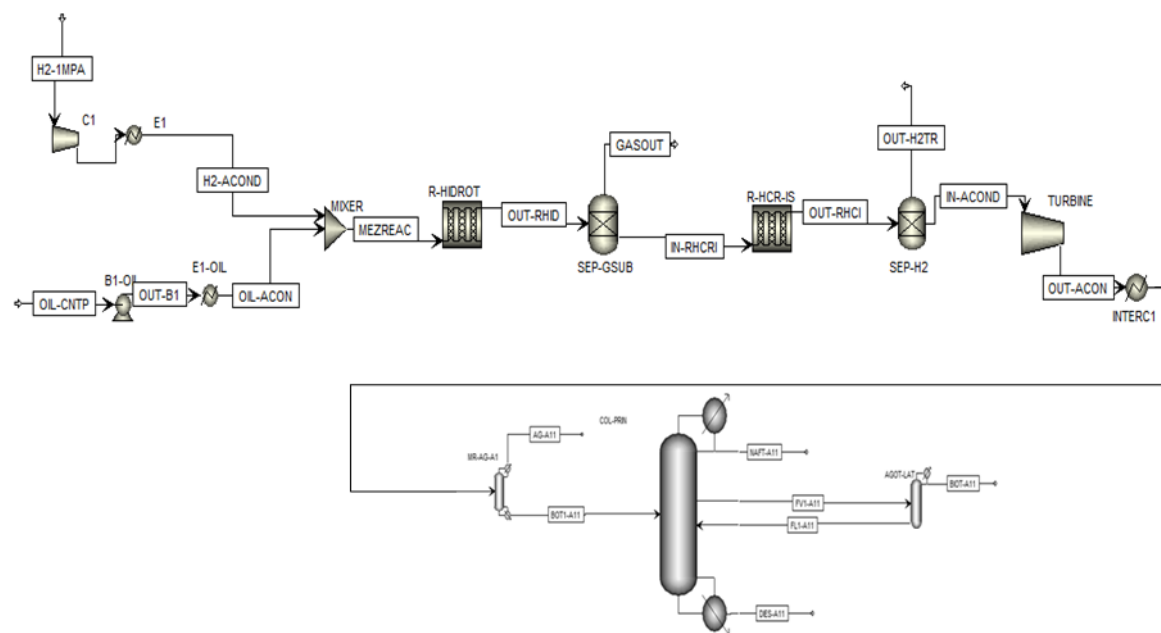 H2-1MPA
C1
E1
H2-ACOND
MIXER
MEZREAC
OIL-CNTP
B1-OIL
OUT-B1
E1-OIL
OIL-ACON
R-HIDROT
OUT-RHID
GASOUT
SEP-GSUB
IN-RHCRI
R-HCR-IS
OUT-RHCI
OUT-H2TR
SEP-H2
IN-ACOND
TURBINE
OUT-ACON
INTERC1
MR-AG-A1
AG-A11
BOT1-A11
COL-PRIN
NAFT-A11
FV1-A11
FL1-A11
AGOT-LAT
BIOT-A11
DES-A11